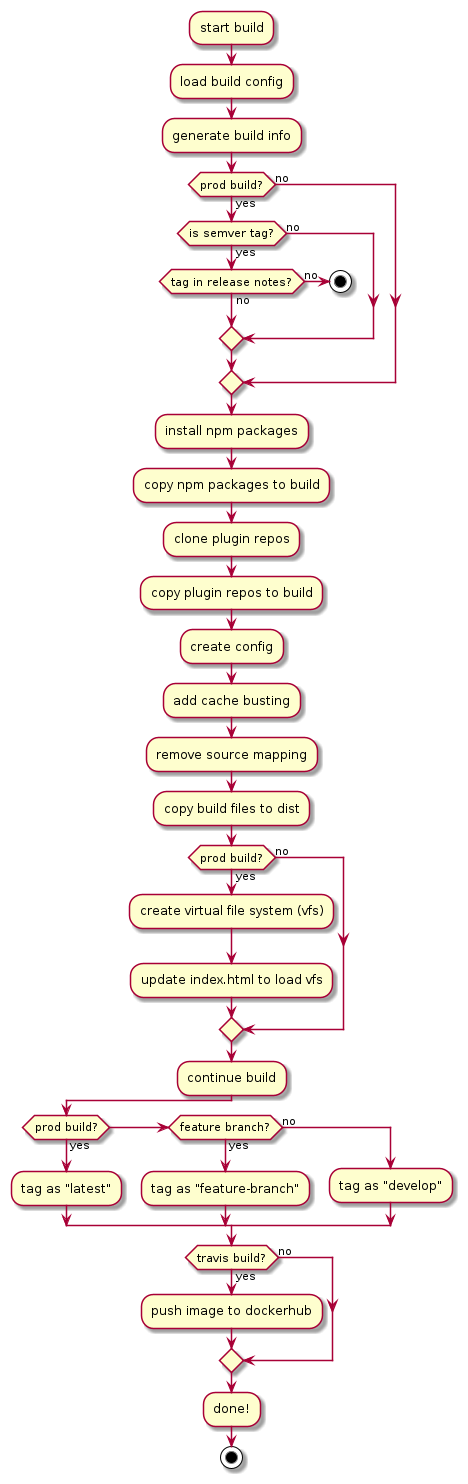 start build
load build config
generate build info
prod build?
no
yes
is semver tag?
no
yes
tag in release notes?
no
no
install npm packages
copy npm packages to build
clone plugin repos
copy plugin repos to build
create config
add cache busting
remove source mapping
copy build files to dist
prod build?
no
yes
create virtual file system (vfs)
update index.html to load vfs
continue build
prod build?
yes
feature branch?
no
yes
tag as "latest"
tag as "feature-branch"
tag as "develop"
travis build?
no
yes
push image to dockerhub
done!